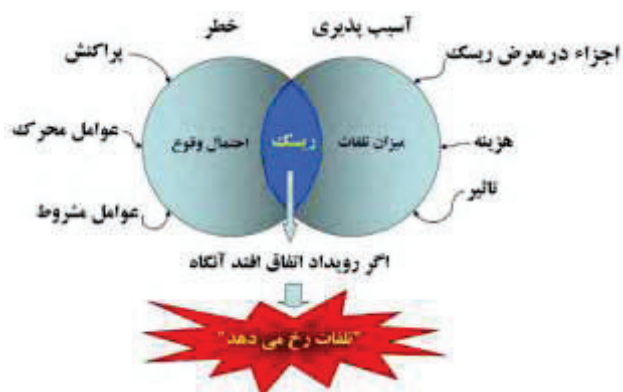 آسیب پذیری
خطر
اجزاء در معرض ریسک
پراکنش
هزینه
میزان تلفات
ریسک
احتمال وقوع
عوامل محرک
تاثیر
عوامل مشروط
اگر رویداد اتفاق افتد آنگاه
"تلفات رخ می دهد"